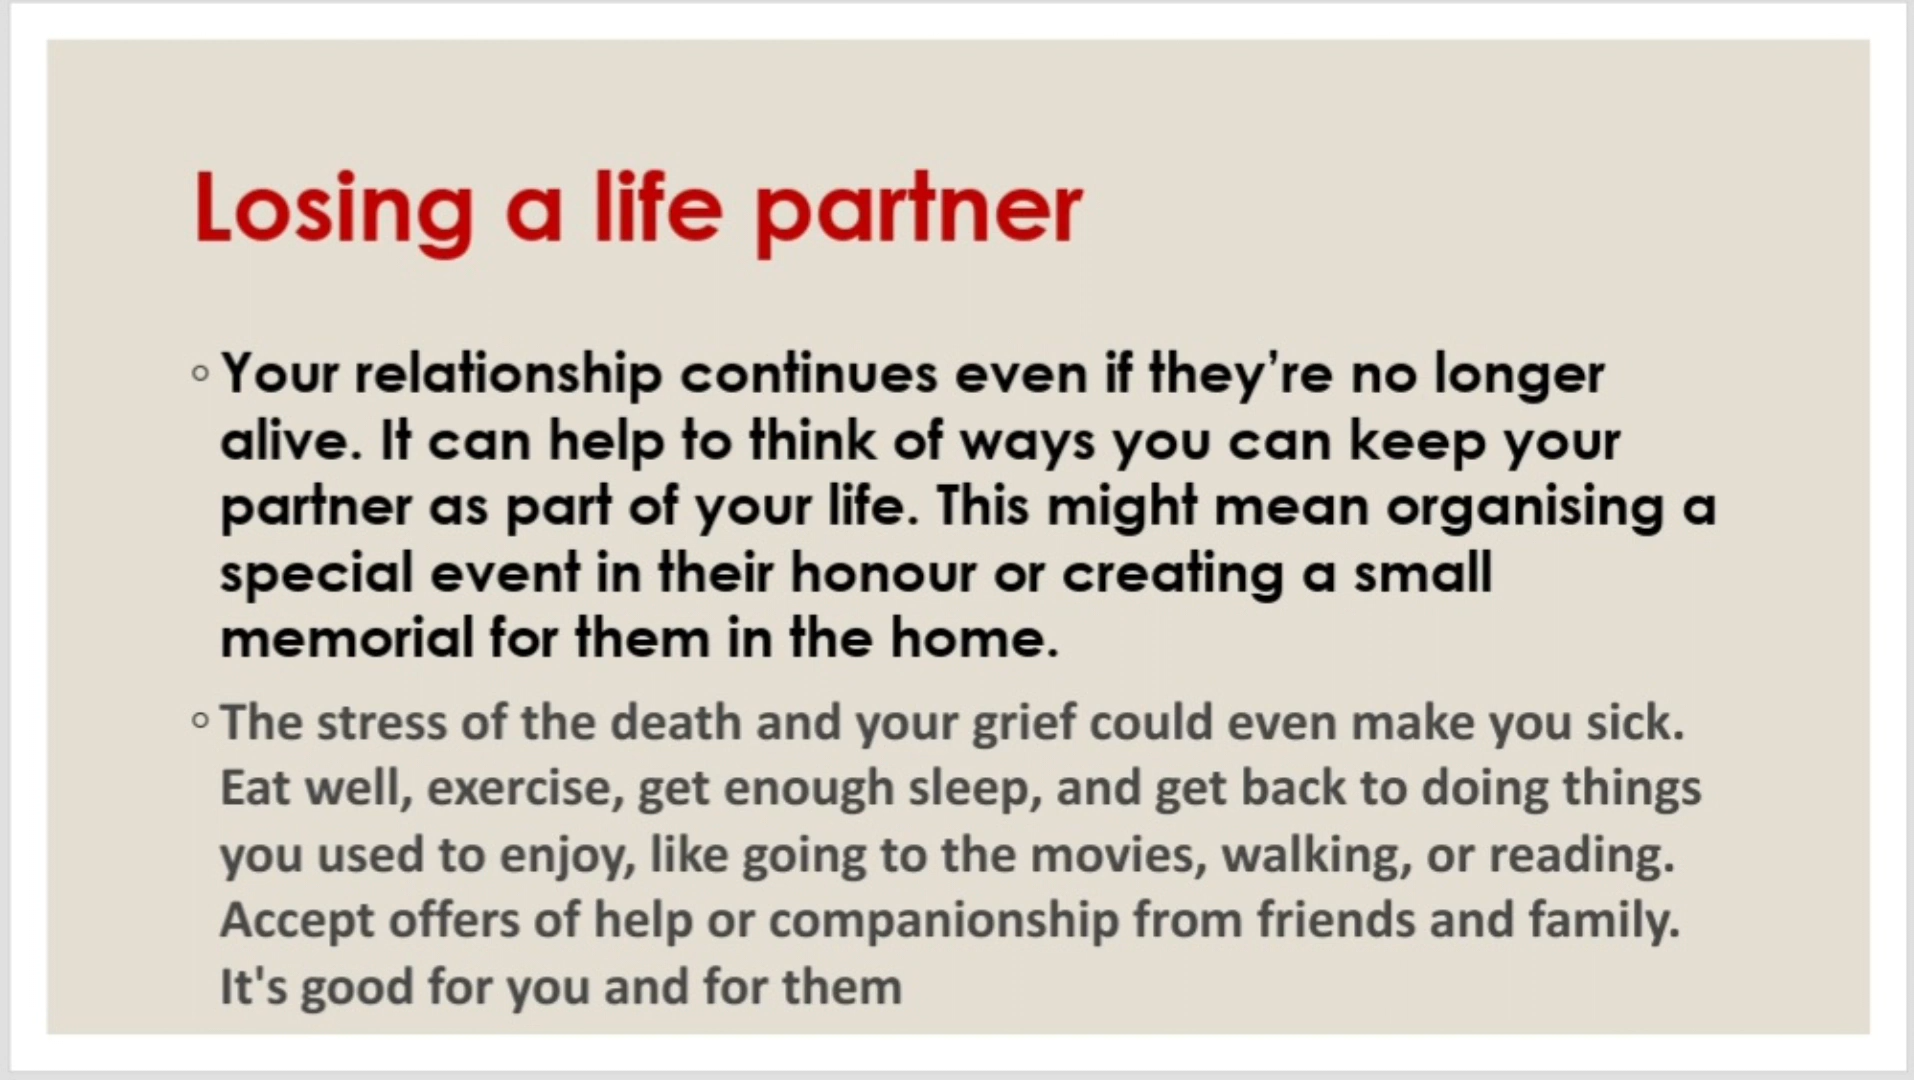 Losing a life partner
◦ Your relationship continues even if they’re no longer
alive. It can help to think of ways you can keep your
partner as part of your life. This might mean organising a
special event in their honour or creating a small
memorial for them in the home.
◦ The stress of the death and your grief could even make you sick.
Eat well, exercise, get enough sleep, and get back to doing things
you used to enjoy, like going to the movies, walking, or reading.
Accept offers of help or companionship from friends and family.
It's good for you and for them